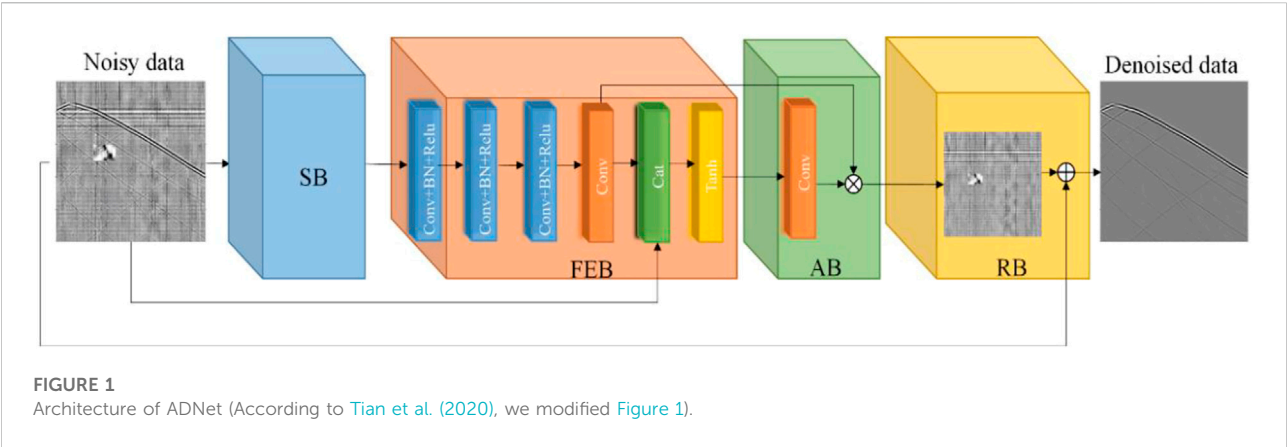 Noisy data
SB
Conv+BN+Relu
Conv+BN+Relu
Conv+BN+Relu
Conv
Cat
Tanh
FEB
Conv
AB
RB
Denoised data
FIGURE 1
Architecture of ADNet (According to Tian et al. (2020), we modified Figure 1).